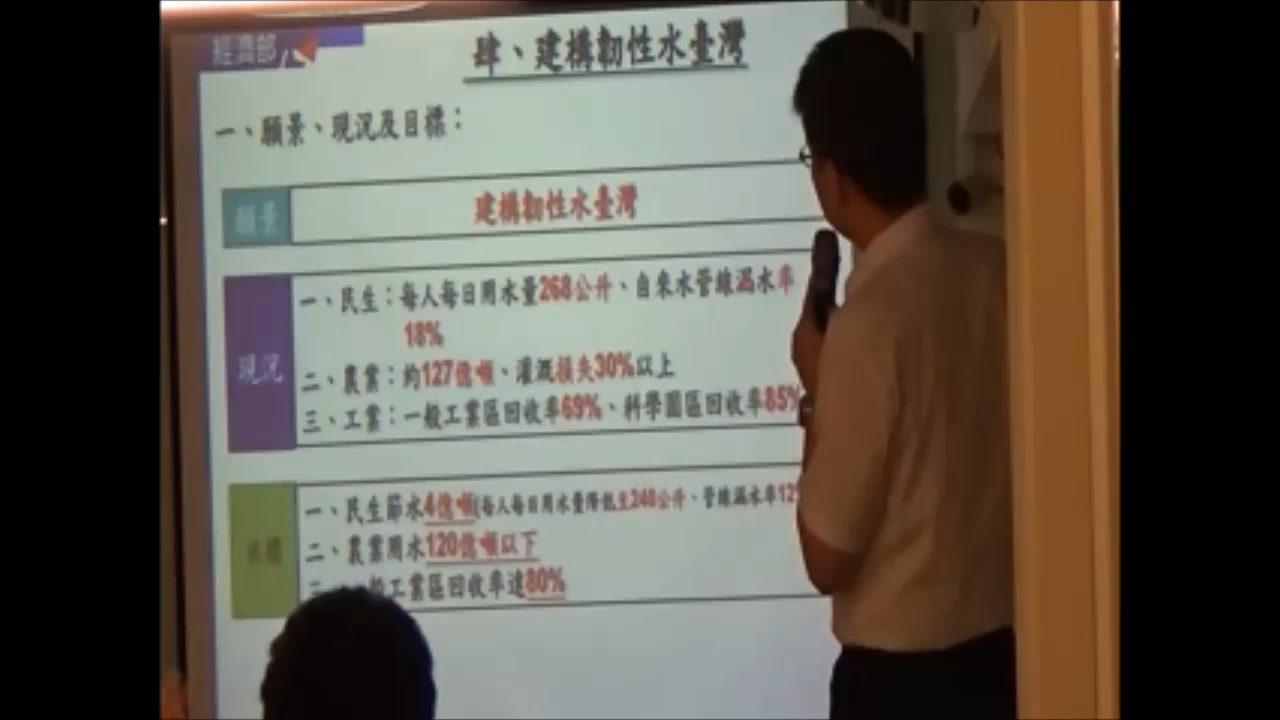 經濟部
肆、建構韌性水臺灣
一、願景、現況及目標：
願景
建構韌性水臺灣
現況
一、民生：每人每日用水量268公升、自來水管線漏水率
18%
二、農業：約127億噸、灌溉損失30%以上
三、工業：一般工業區回收率69%、科學園區回收率85%
目標
一、民生節水4億噸(每人每日用水量降低至240公升、管線漏水率12%
二、農業用水120億噸以下
工業區回收率達80%